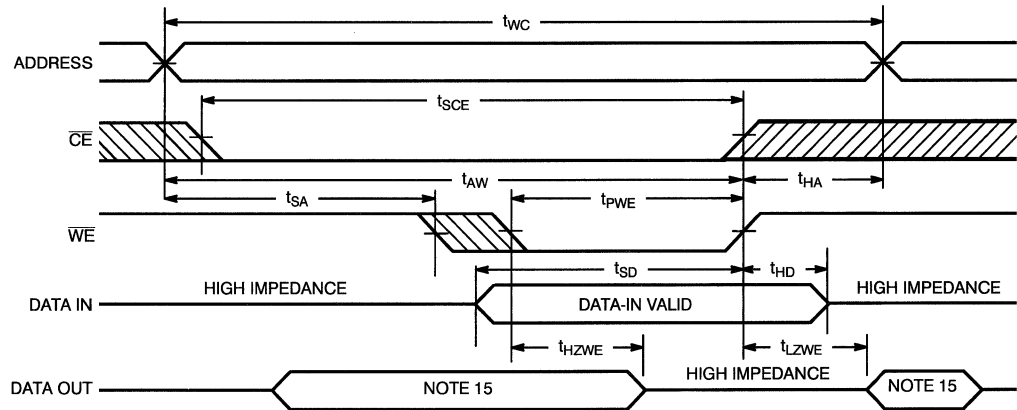 tWC
ADDRESS
tSCE
CE
tAW
tHA
tSA
tPWE
WE
tSD
tHD
HIGH IMPEDANCE
HIGH IMPEDANCE
DATA IN
DATA-IN VALID
tHZWE
tLZWE
HIGH IMPEDANCE
DATA OUT
NOTE 15
NOTE 15